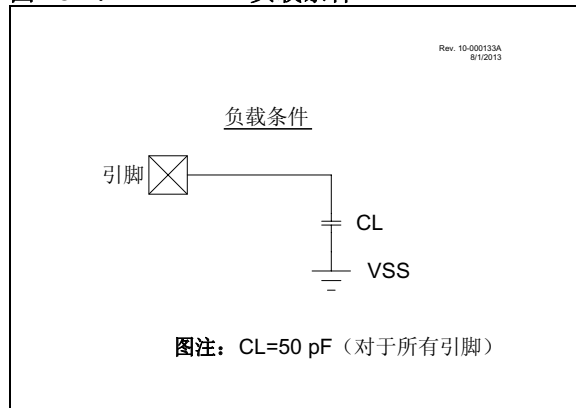 Rev. 10-000133A
8/1/2013
负载条件
引脚
CL
VSS
图注：CL=50 pF（对于所有引脚）